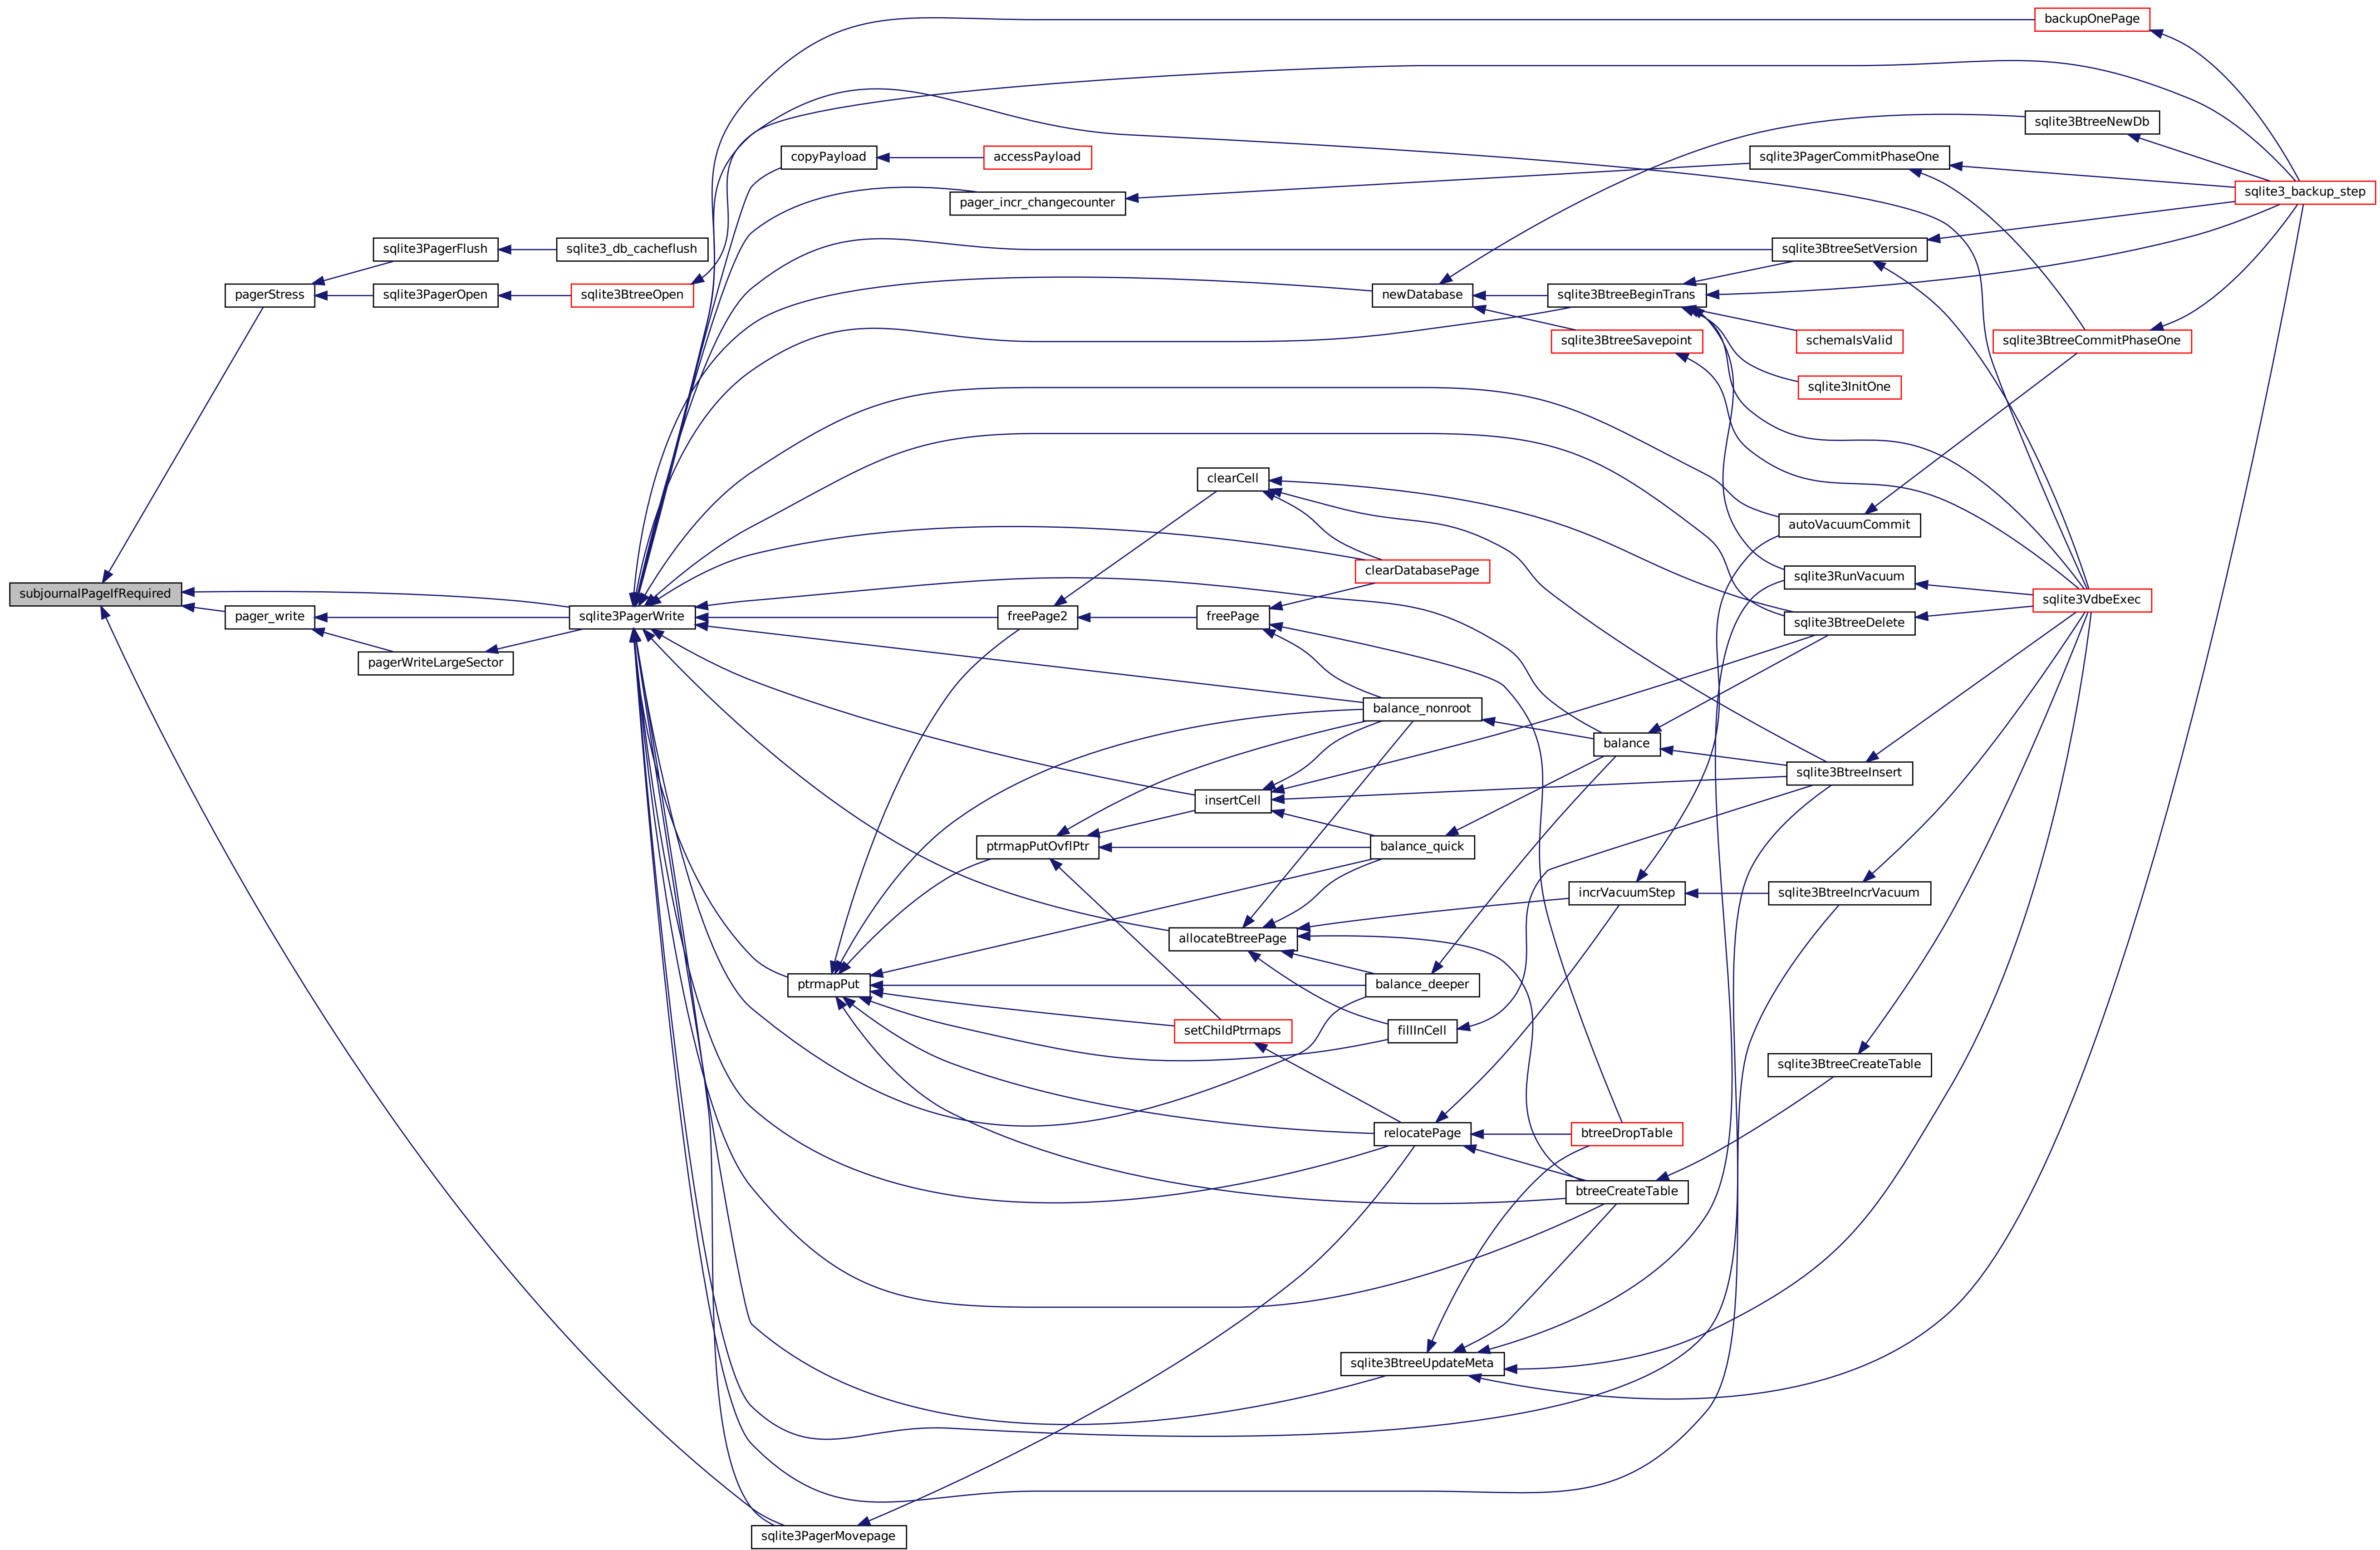 backupOnePage
sqlite3BtreeNewDb
copyPayload
accessPayload
sqlite3PagerCommitPhaseOne
sqlite3_backup_step
pager_incr_changecounter
sqlite3PagerFlush
sqlite3_db_cacheflush
sqlite3BtreeSetVersion
pagerStress
sqlite3PagerOpen
sqlite3BtreeOpen
newDatabase
sqlite3BtreeBeginTrans
sqlite3BtreeSavepoint
schemaIsValid
sqlite3BtreeCommitPhaseOne
sqlite3InitOne
clearCell
autoVacuumCommit
clearDatabasePage
sqlite3RunVacuum
subjournalPageIfRequired
sqlite3VdbeExec
pager_write
sqlite3PagerWrite
freePage2
freePage
sqlite3BtreeDelete
pagerWriteLargeSector
balance_nonroot
balance
sqlite3BtreeInsert
insertCell
ptrmapPutOvflPtr
balance_quick
incrVacuumStep
sqlite3BtreeIncrVacuum
allocateBtreePage
ptrmapPut
balance_deeper
setChildPtrmaps
fillInCell
sqlite3BtreeCreateTable
relocatePage
btreeDropTable
btreeCreateTable
sqlite3BtreeUpdateMeta
sqlite3PagerMovepage